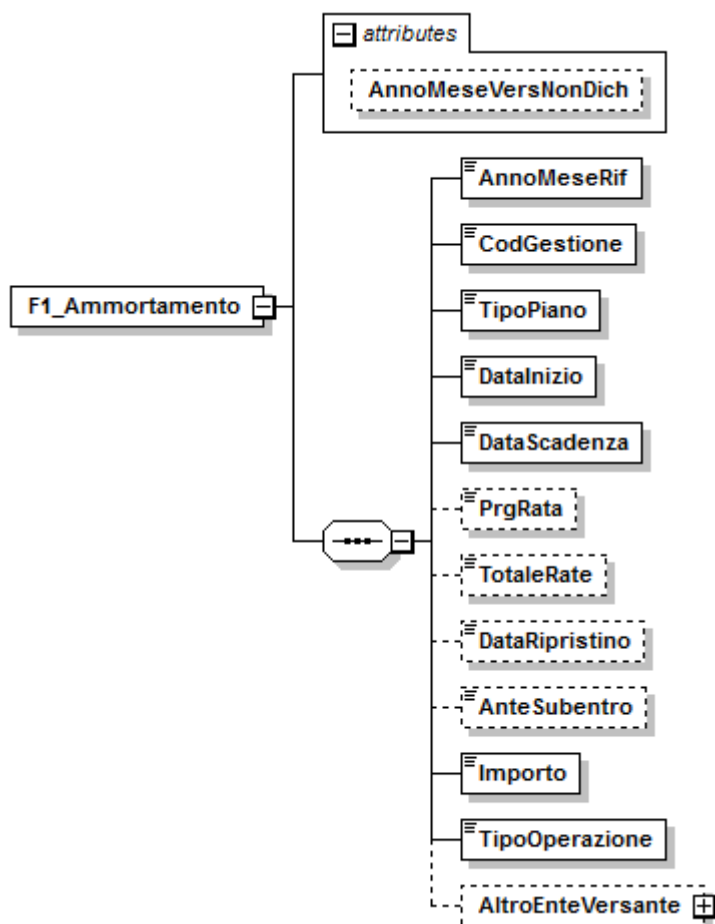 attributes
AnnoMeseVersNonDich
AnnoMeseRif
CodGestione
F1_Ammortamento
TipoPiano
DataInizio
DataScadenza
PrgRata
TotaleRate
DataRipristino
AnteSubentro
Importo
TipoOperazione
AltroEnteVersante